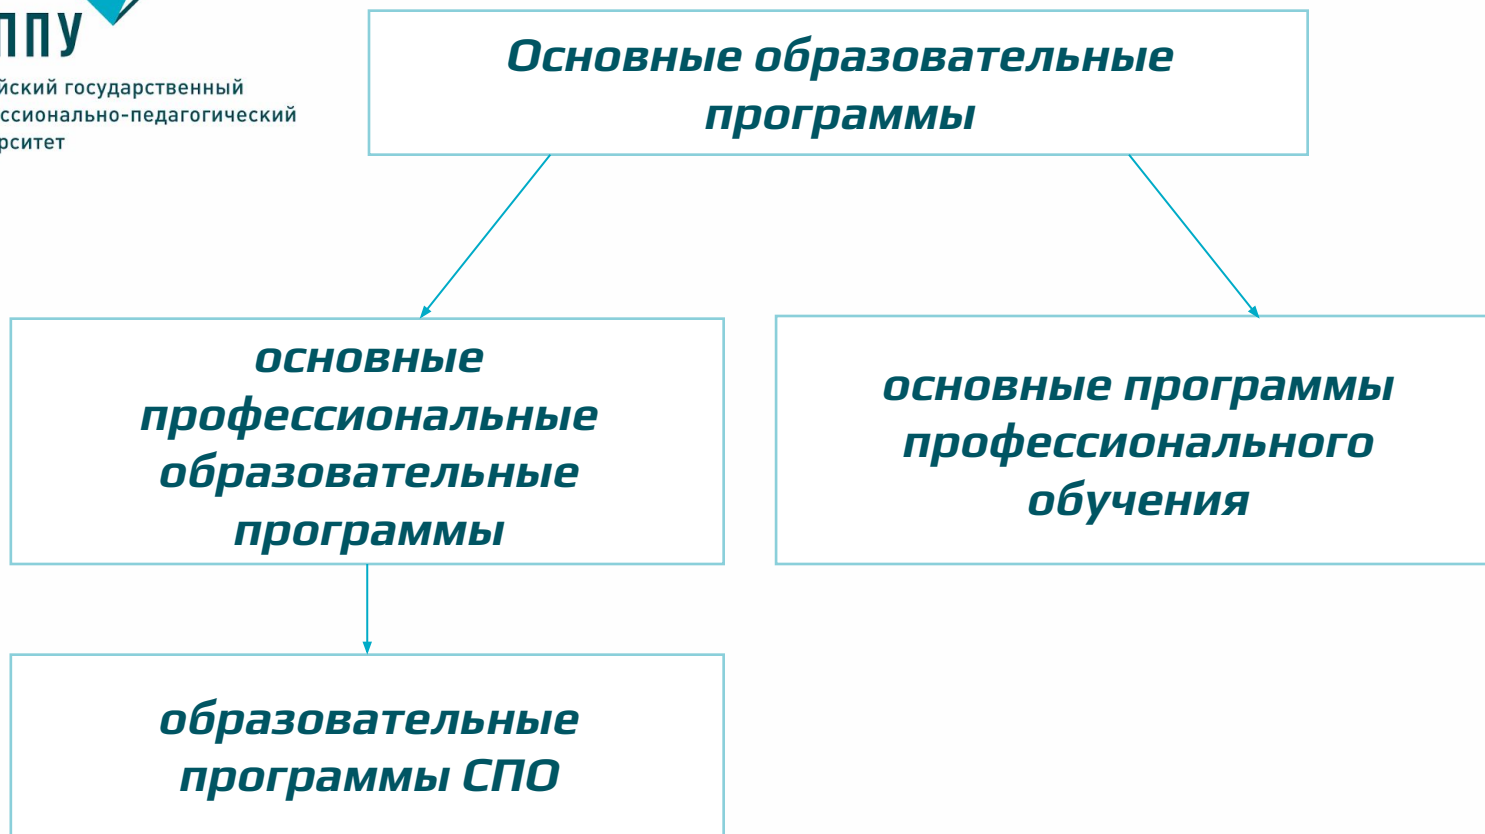 ППУ
йский государственный
ссионально-педагогический
рситет
Основные образовательные
программы
основные
профессиональные
образовательные
программы
основные программы
профессионального
обучения
образовательные
программы СПО